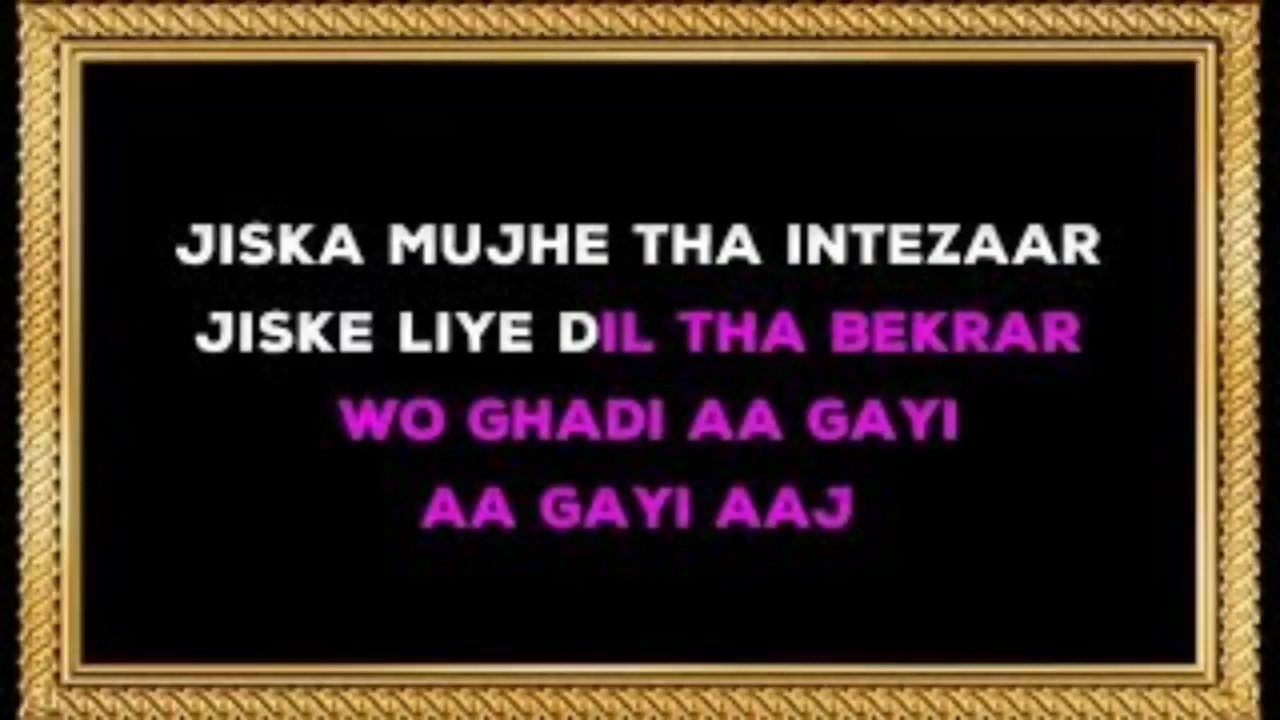 JISKA MUJHE THA INTEZAAR
JISKE LIYE DIL THA BEKRAR
WO GHADI AA GAYI
AA GAYI AAJ